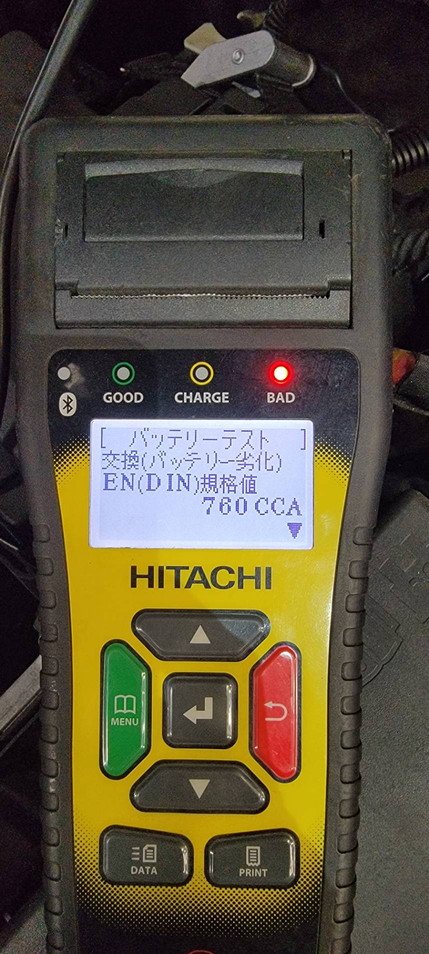 GOOD CHARGE BAD
[ バッテリーテスト ]
交換(バッテリー劣化)
EN(DIN)規格値
760 CCA
▼
HITACHI
MENU
DATA PRINT